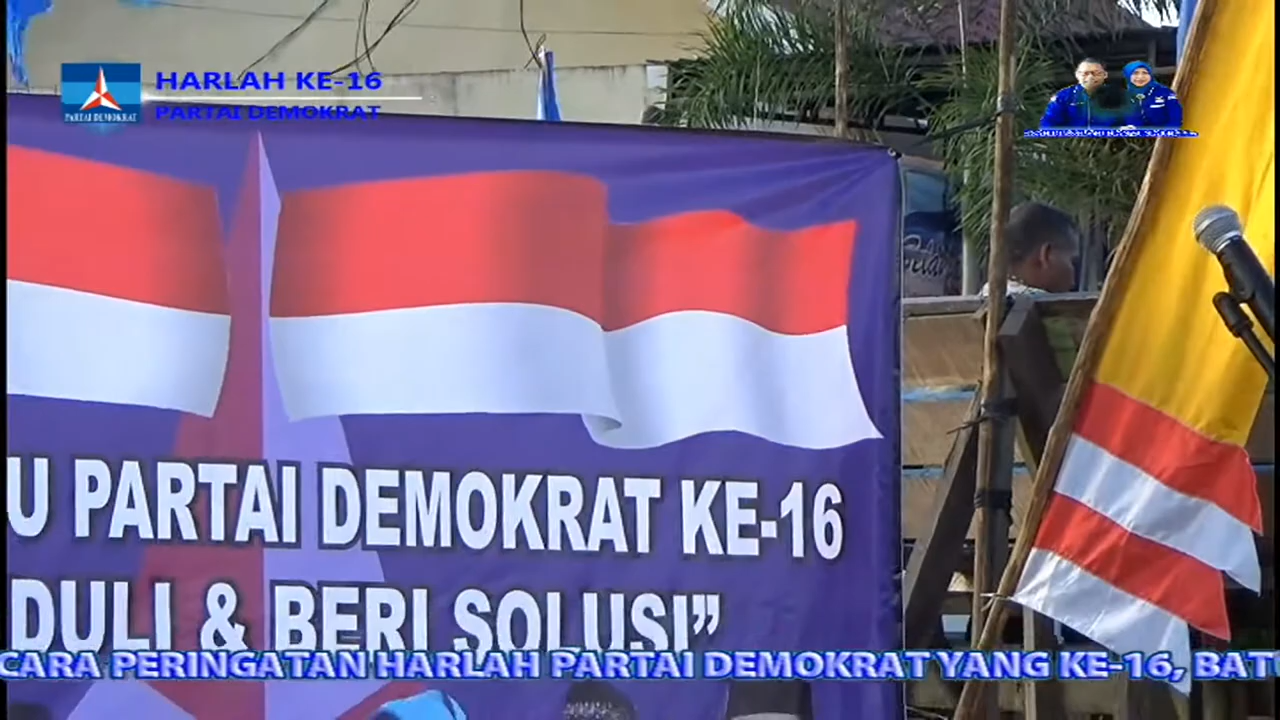 HARLAH KE-16
PARTAI DEMOKRAT
PARTAI DEMOKRAT
U PARTAI DEMOKRAT KE-16
DULI & BERI SOLUSI”
CARA PERINGATAN HARLAH PARTAI DEMOKRAT YANG KE-16, BAT